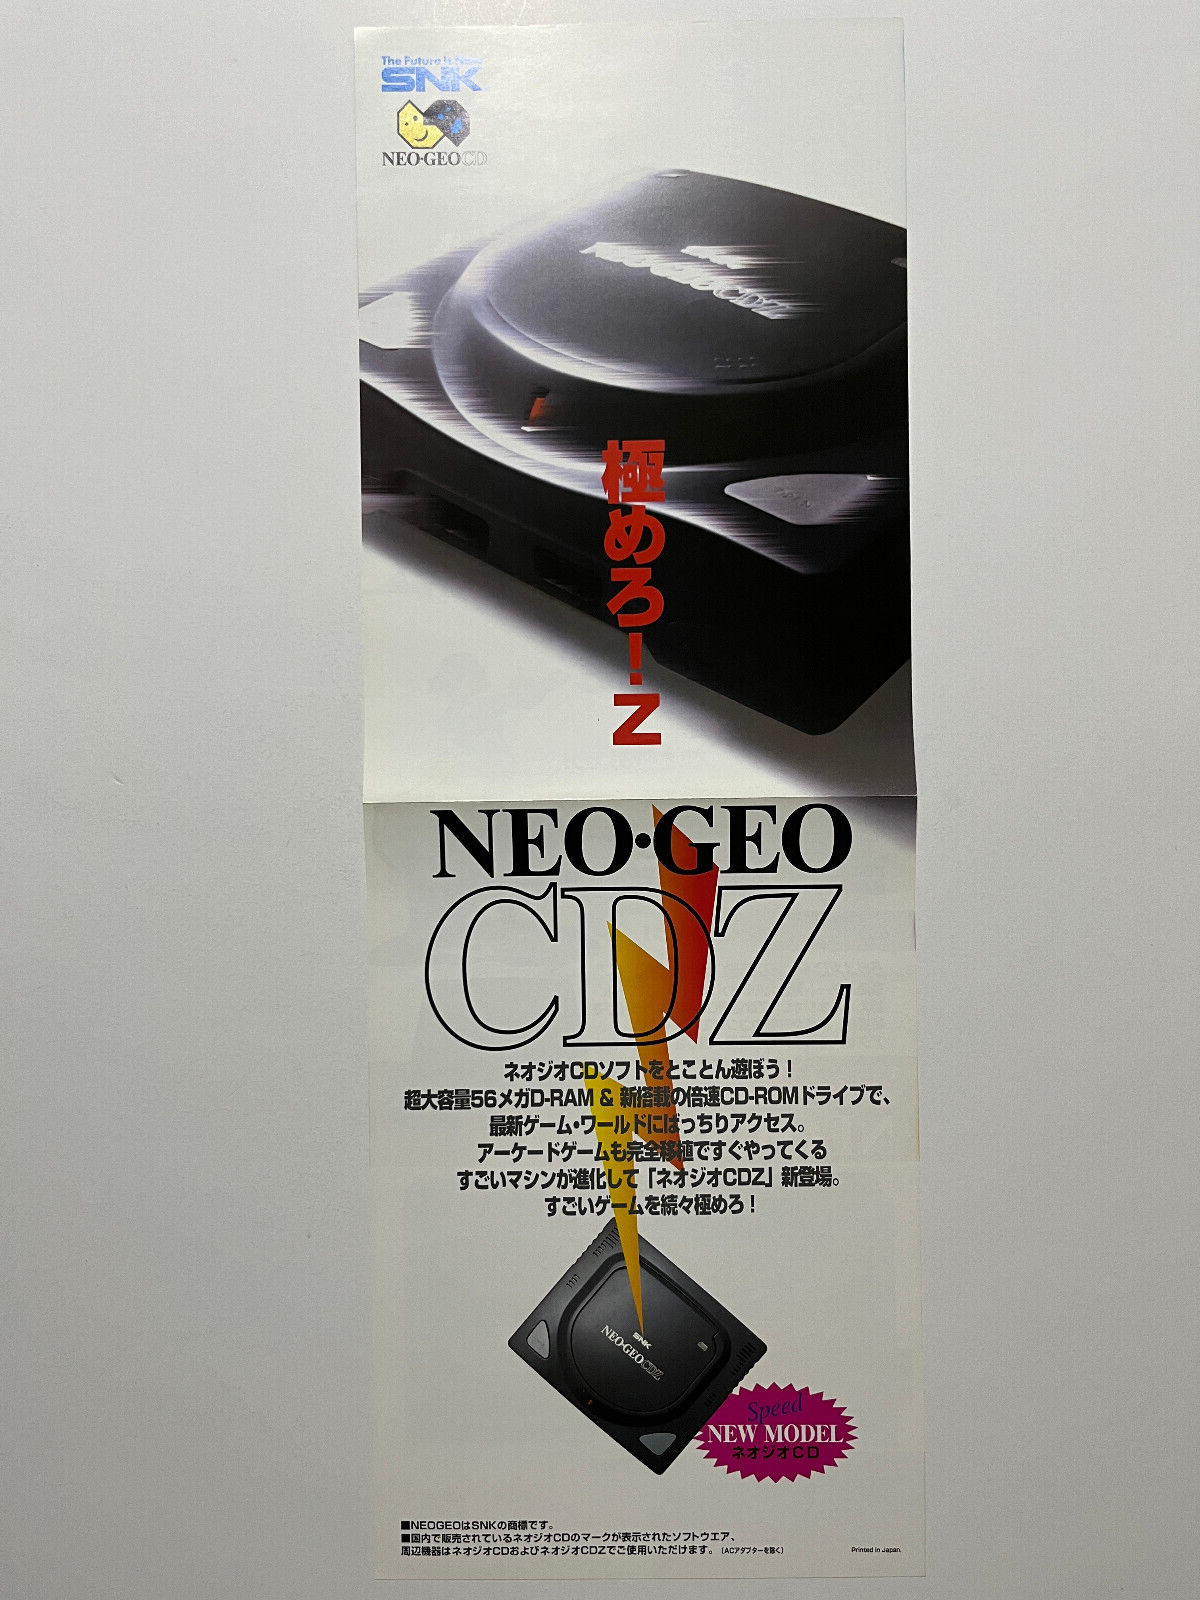 The Future Is Now
SNK
NEO·GEO CD
NEO·GEO CDZ
極めろ!Z
NEO·GEO
CDZ
ネオジオCDソフトをとことん遊ぼう!
超大容量56メガD-RAM & 新搭載の倍速CD-ROMドライブで、
最新ゲーム・ワールドにばっちりアクセス。
アーケードゲームも完全移植ですぐやってくる
すごいマシンが進化して「ネオジオCDZ」新登場。
すごいゲームを続々極めろ!
SNK
NEO·GEO CDZ
Speed
NEW MODEL
ネオジオCD
■NEOGEOはSNKの商標です。
■国内で販売されているネオジオCDのマークが表示されたソフトウエア、
周辺機器はネオジオCDおよびネオジオCDZでご使用いただけます。(ACアダプターを除く)
Printed in Japan.